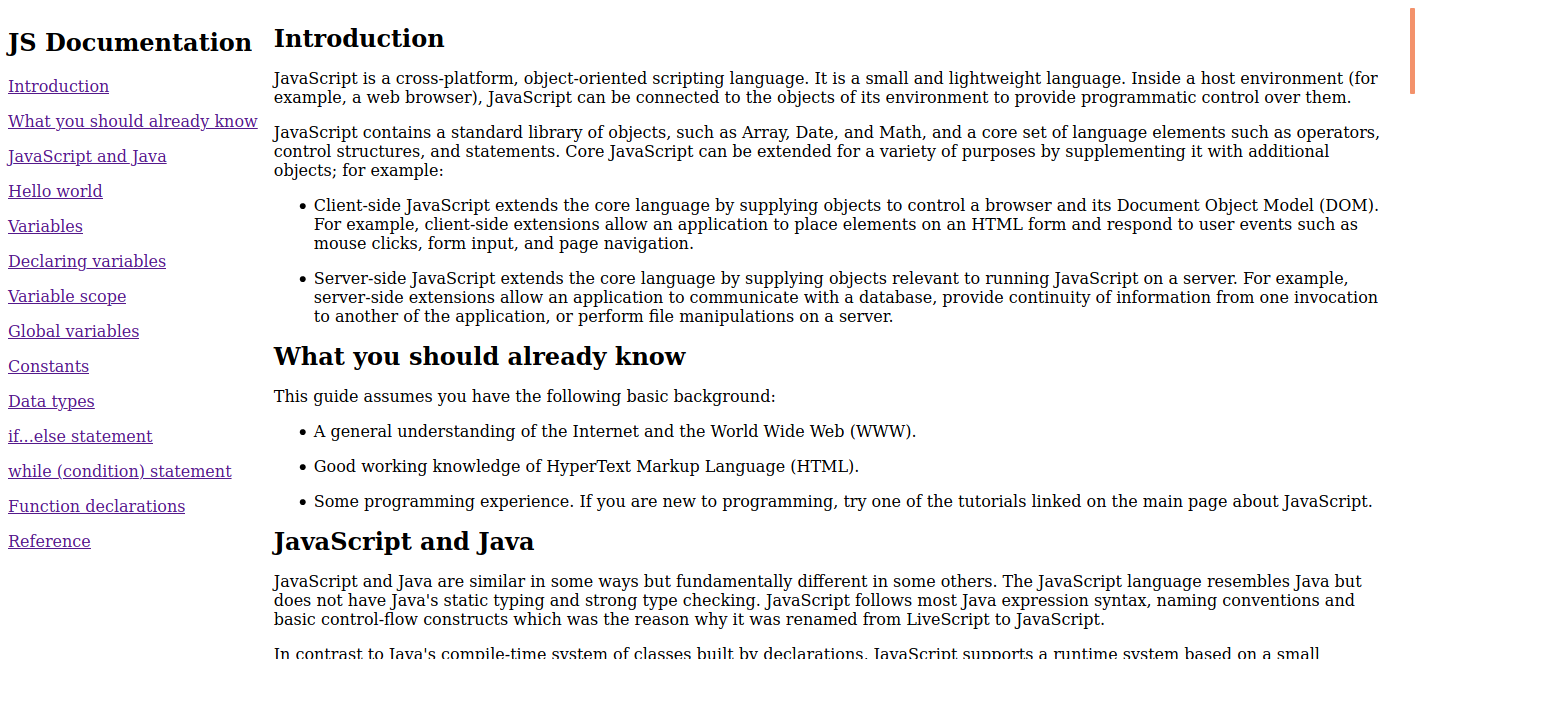 JS Documentation
Introduction
What you should already know
JavaScript and Java
Hello world
Variables
Declaring variables
Variable scope
Global variables
Constants
Data types
if...else statement
while (condition) statement
Function declarations
Reference
Introduction
JavaScript is a cross-platform, object-oriented scripting language. It is a small and lightweight language. Inside a host environment (for
example, a web browser), JavaScript can be connected to the objects of its environment to provide programmatic control over them.
JavaScript contains a standard library of objects, such as Array, Date, and Math, and a core set of language elements such as operators,
control structures, and statements. Core JavaScript can be extended for a variety of purposes by supplementing it with additional
objects; for example:
• Client-side JavaScript extends the core language by supplying objects to control a browser and its Document Object Model (DOM).
For example, client-side extensions allow an application to place elements on an HTML form and respond to user events such as
mouse clicks, form input, and page navigation.
• Server-side JavaScript extends the core language by supplying objects relevant to running JavaScript on a server. For example,
server-side extensions allow an application to communicate with a database, provide continuity of information from one invocation
to another of the application, or perform file manipulations on a server.
What you should already know
This guide assumes you have the following basic background:
• A general understanding of the Internet and the World Wide Web (WWW).
• Good working knowledge of HyperText Markup Language (HTML).
• Some programming experience. If you are new to programming, try one of the tutorials linked on the main page about JavaScript.
JavaScript and Java
JavaScript and Java are similar in some ways but fundamentally different in some others. The JavaScript language resembles Java but
does not have Java's static typing and strong type checking. JavaScript follows most Java expression syntax, naming conventions and
basic control-flow constructs which was the reason why it was renamed from LiveScript to JavaScript.
In contrast to Java's compile-time system of classes built by declarations, JavaScript supports a runtime system based on a small